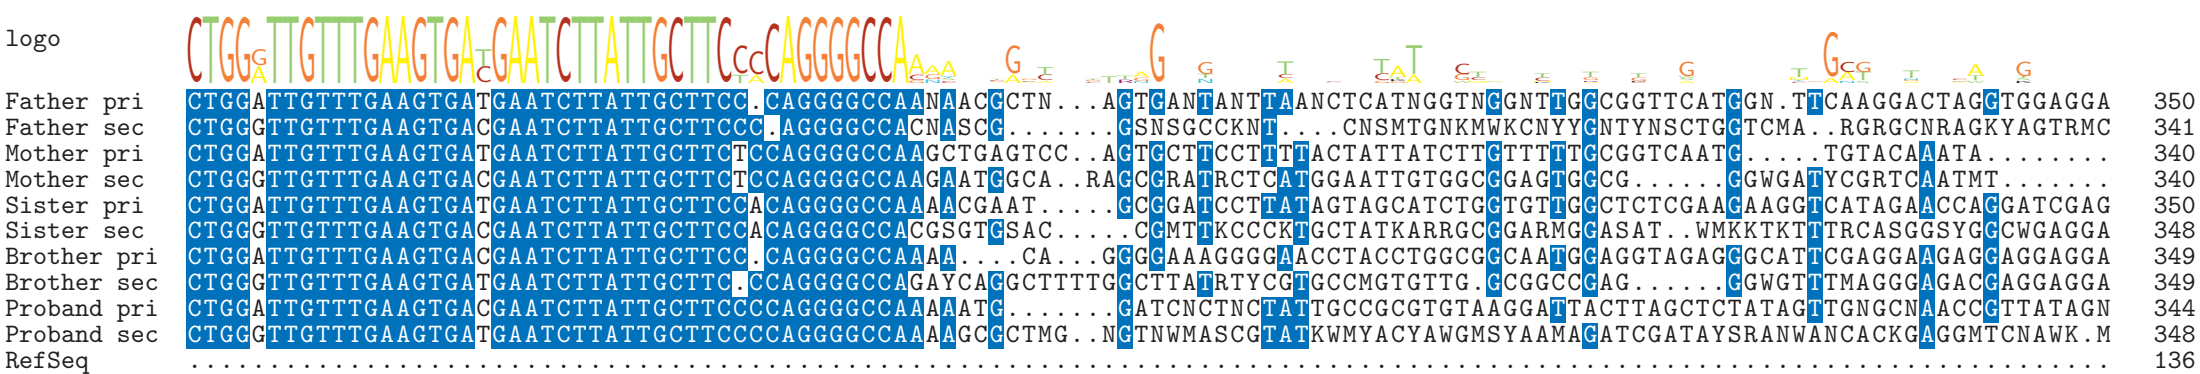 logo CTGGGTTGTTTGAAGTGATGAATCTTATTGCTTCCCCAGGGGCCA
Father pri CTGGATTGTTTGAAGTGATGAATCTTATTGCTTCC.CAGGGGCCAANAACGCTN...AGTGANTANTTAANCTCATNGGTNGGNTTGGCGGTTCATGGN.TTCAAGGACTAGGTGGAGGA 350
Father sec CTGGGTTGTTTGAAGTGACGAATCTTATTGCTTCCC.AGGGGCCACNASCG.......GSNSGCCKNT....CNSMTGNKMWKCNYYGNTYNSCTGGTCMA..RGRGCNRAGKYAGTRMC 341
Mother pri CTGGATTGTTTGAAGTGATGAATCTTATTGCTTCTCCAGGGGCCAAGCTGAGTCC..AGTGCTTCCTTTTACTATTATCTTGTTTTTGCGGTCAATG.....TGTACAAATA........ 340
Mother sec CTGGGTTGTTTGAAGTGACGAATCTTATTGCTTCTCCAGGGGCCAAGAATGGCA..RAGCGRATRCTCATGGAATTGTGGCGGAGTGGCG......GGWGATYCGRTCAATMT....... 340
Sister pri CTGGATTGTTTGAAGTGATGAATCTTATTGCTTCCACAGGGGCCAAAACGAAT.....GCGGATCCTTATAGTAGCATCTGGTGTTGGCTCTCGAAGAAGGTCATAGAACCAGGATCGAG 350
Sister sec CTGGGTTGTTTGAAGTGACGAATCTTATTGCTTCCACAGGGGCCACGSGTGSAC.....CGMTTKCCCKTGCTATKARRGCGGARMGGASAT..WMKKTKTTTRCASGGSYGGCWGAGGA 348
Brother pri CTGGATTGTTTGAAGTGACGAATCTTATTGCTTCC.CAGGGGCCAAAA....CA...GGGGAAAGGGGAACCTACCTGGCGGCAATGGAGGTAGAGGGCATTCGAGGAAGAGGAGGAGGA 349
Brother sec CTGGGTTGTTTGAAGTGATGAATCTTATTGCTTC.CCAGGGGCCAGAYCAGGCTTTTGGCTTATRTYCGTGCCMGTGTTG.GCGGCCGAG......GGWGTTTMAGGGAGACGAGGAGGA 349
Proband pri CTGGATTGTTTGAAGTGACGAATCTTATTGCTTCCCCAGGGGCCAAAAATG.......GATCNCTNCTATTGCCGCGTGTAAGGATTACTTAGCTCTATAGTTGNGCNAACCGTTATAGN 344
Proband sec CTGGGTTGTTTGAAGTGATGAATCTTATTGCTTCCCCAGGGGCCAAAAGCGCTMG..NGTNWMASCGTATKWMYACYAWGMSYAAMAGATCGATAYSRANWANCACKGAGGMTCNAWK.M 348
RefSeq ........................................................................................................................ 136